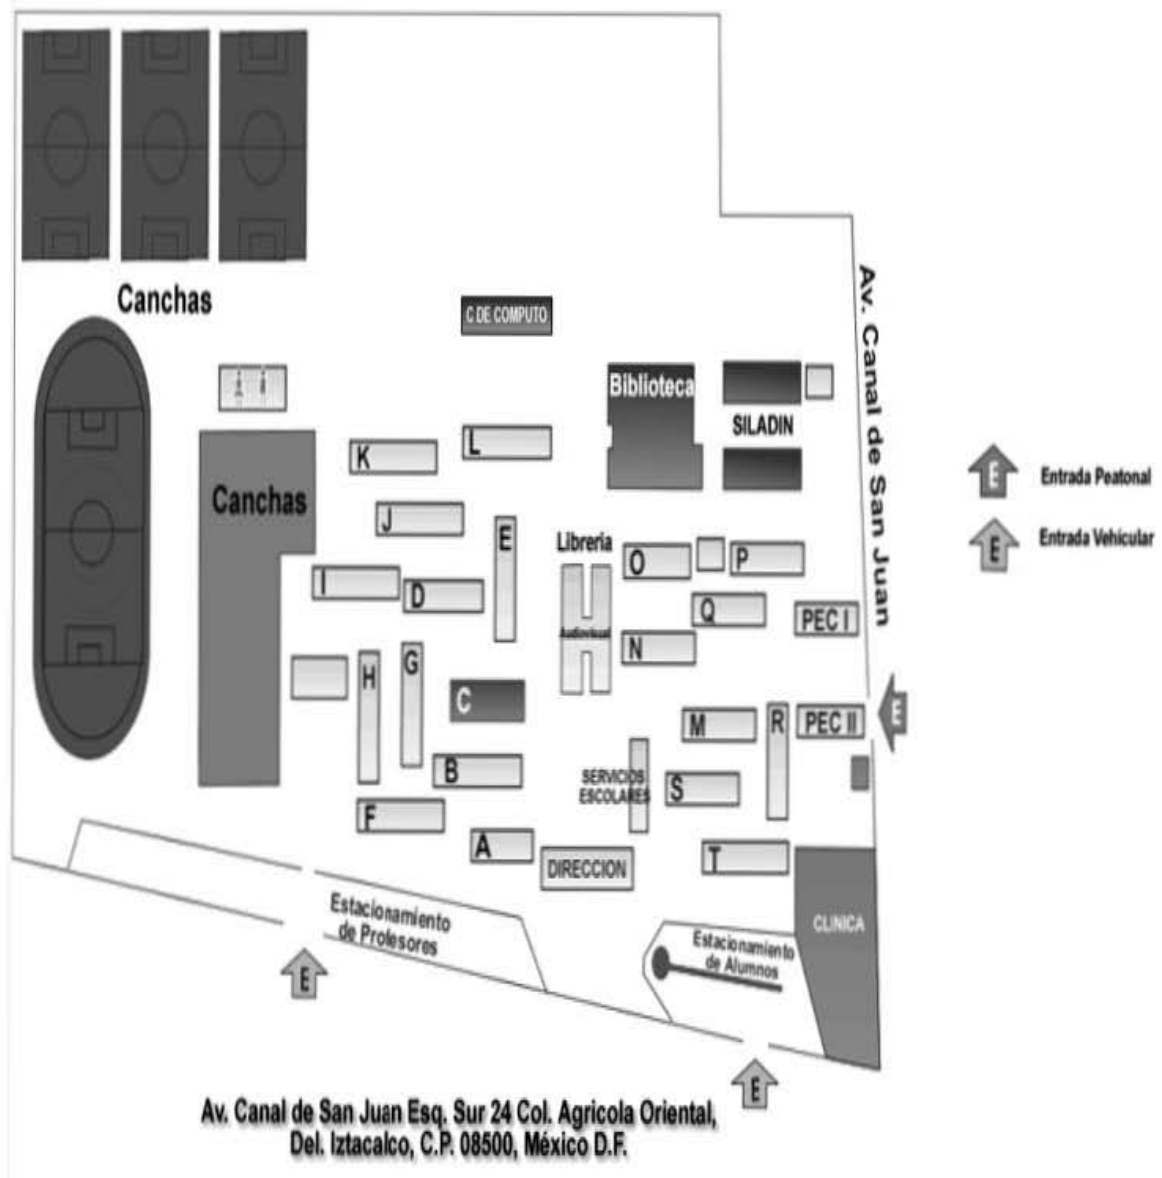 Canchas
C DE COMPUTO
Av. Canal de San Juan
Biblioteca
SILADIN
Canchas
K
L
J
E
Libreria
O
P
I
D
Q
PEC I
Audiovisual
N
H
G
C
M
R
PEC II
B
SERVICIOS
ESCOLARES
S
F
A
DIRECCION
T
CLINICA
Estacionamiento
de Profesores
Estacionamiento
de Alumnos
E
E
E
E
Entrada Peatonal
E
Entrada Vehicular
Av. Canal de San Juan Esq. Sur 24 Col. Agricola Oriental,
Del. Iztacalco, C.P. 08500, México D.F.